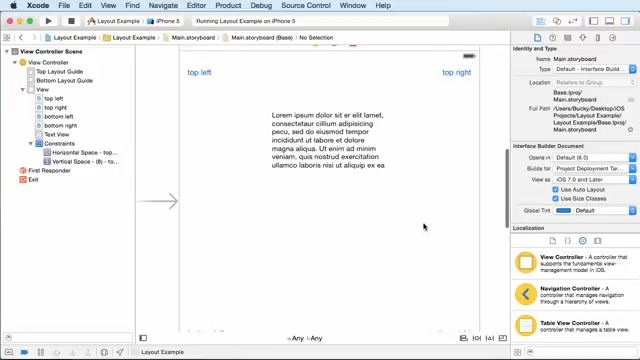 Xcode File Edit View Find Navigate Editor Product Debug Source Control Window Help
Layout Example iPhone 5 Running Layout Example on iPhone 5
Layout Example Layout Example Main.storyboard Main.storyboard (Base) No Selection
View Controller Scene
View Controller
Top Layout Guide
Bottom Layout Guide
View
top left
top right
bottom left
bottom right
Text View
Constraints
Horizontal Space - top...
Vertical Space - (8) - to...
First Responder
Exit
top left
top right
Lorem ipsum dolor sit er elit lamet,
consectetaur cillium adipisicing
pecu, sed do eiusmod tempor
incididunt ut labore et dolore
magna aliqua. Ut enim ad minim
veniam, quis nostrud exercitation
ullamco laboris nisi ut aliquip ex ea
wAny hAny
Identity and Type
Name Main.storyboard
Type Default - Interface Build...
Location Relative to Group
Base.lproj/
Main.storyboard
Full Path /Users/Bucky/Desktop/iOS
Projects/Layout Example/
Layout Example/Base.lproj/
Main.storyboard
Interface Builder Document
Opens in Default (6.0)
Builds for Project Deployment Tar...
View as iOS 7.0 and Later
Use Auto Layout
Use Size Classes
Global Tint Default
Localization
View Controller - A controller that
supports the fundamental view-
management model in iOS.
Navigation Controller - A
controller that manages navigation
through a hierarchy of views.
Table View Controller - A
controller that manages a table view.
Layout Example